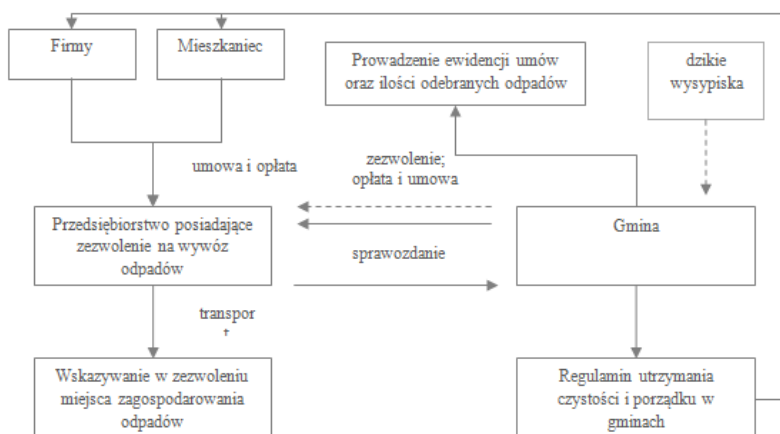 Firmy
Mieszkaniec
Prowadzenie ewidencji umów
oraz ilości odebranych odpadów
dzikie
wysypiska
umowa i opłata
zezwolenie;
opłata i umowa
Przedsiębiorstwo posiadające
zezwolenie na wywóz
odpadów
Gmina
sprawozdanie
transpor
t
Wskazywanie w zezwoleniu
miejsca zagospodarowania
odpadów
Regulamin utrzymania
czystości i porządku w
gminach